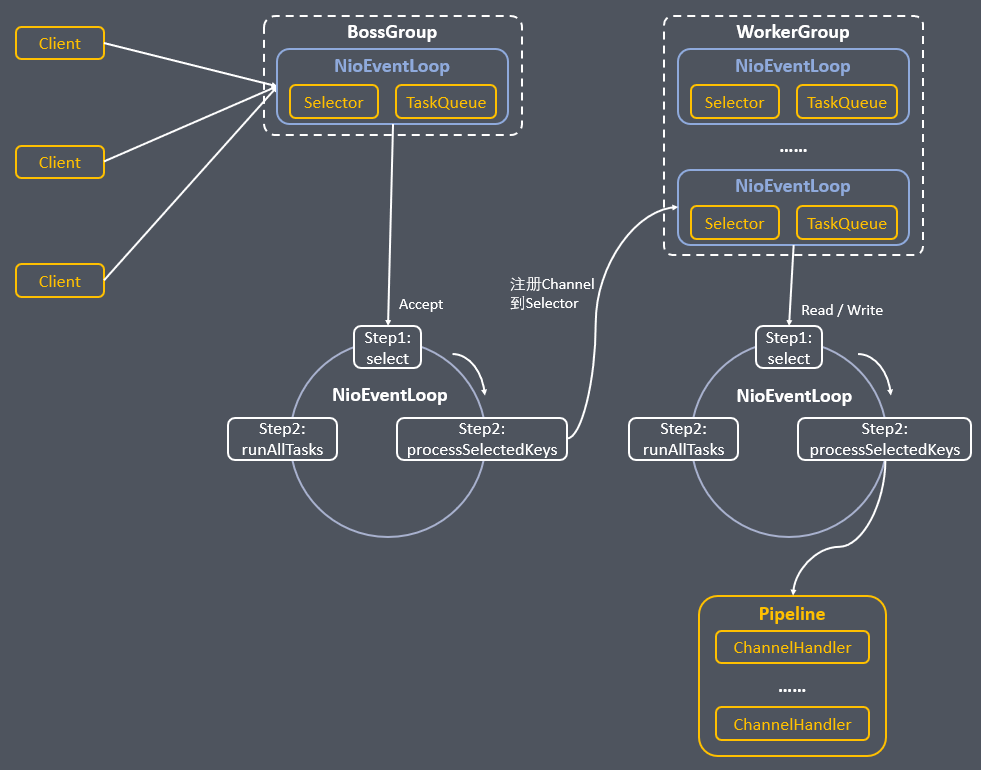 Client
Client
Client
BossGroup
NioEventLoop
Selector
TaskQueue
WorkerGroup
NioEventLoop
Selector
TaskQueue
......
NioEventLoop
Selector
TaskQueue
Accept
注册Channel
到Selector
Read / Write
Step1:
select
NioEventLoop
Step2:
runAllTasks
Step2:
processSelectedKeys
Step1:
select
NioEventLoop
Step2:
runAllTasks
Step2:
processSelectedKeys
Pipeline
ChannelHandler
......
ChannelHandler